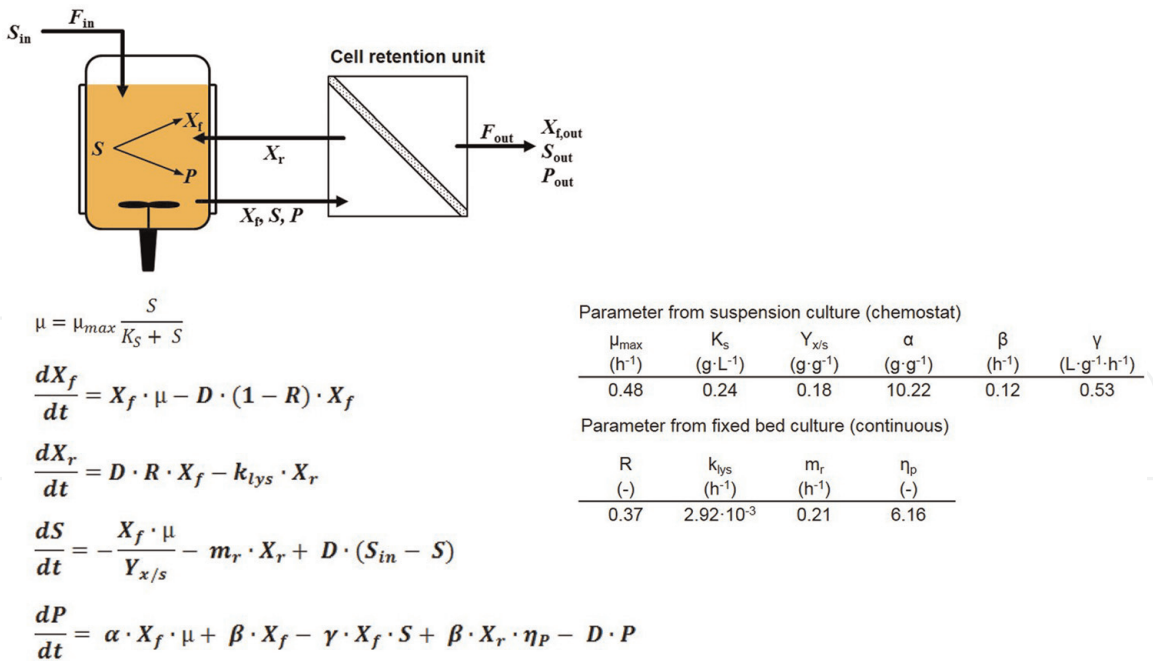 F_in
S_in
Cell retention unit
X_f
S
P
X_r
F_out
X_f,out
S_out
P_out
X_f, S, P
μ = μ_max S / (K_S + S)
dX_f/dt = X_f · μ − D · (1 − R) · X_f
dX_r/dt = D · R · X_f − k_lys · X_r
dS/dt = − (X_f · μ)/Y_x/s − m_r · X_r + D · (S_in − S)
dP/dt = α · X_f · μ + β · X_f − γ · X_f · S + β · X_r · η_P − D · P
Parameter from suspension culture (chemostat)
μ_max K_s Y_x/s α β γ
(h⁻¹) (g·L⁻¹) (g·g⁻¹) (g·g⁻¹) (h⁻¹) (L·g⁻¹·h⁻¹)
0.48 0.24 0.18 10.22 0.12 0.53
Parameter from fixed bed culture (continuous)
R k_lys m_r η_p
(-) (h⁻¹) (h⁻¹) (-)
0.37 2.92·10⁻³ 0.21 6.16